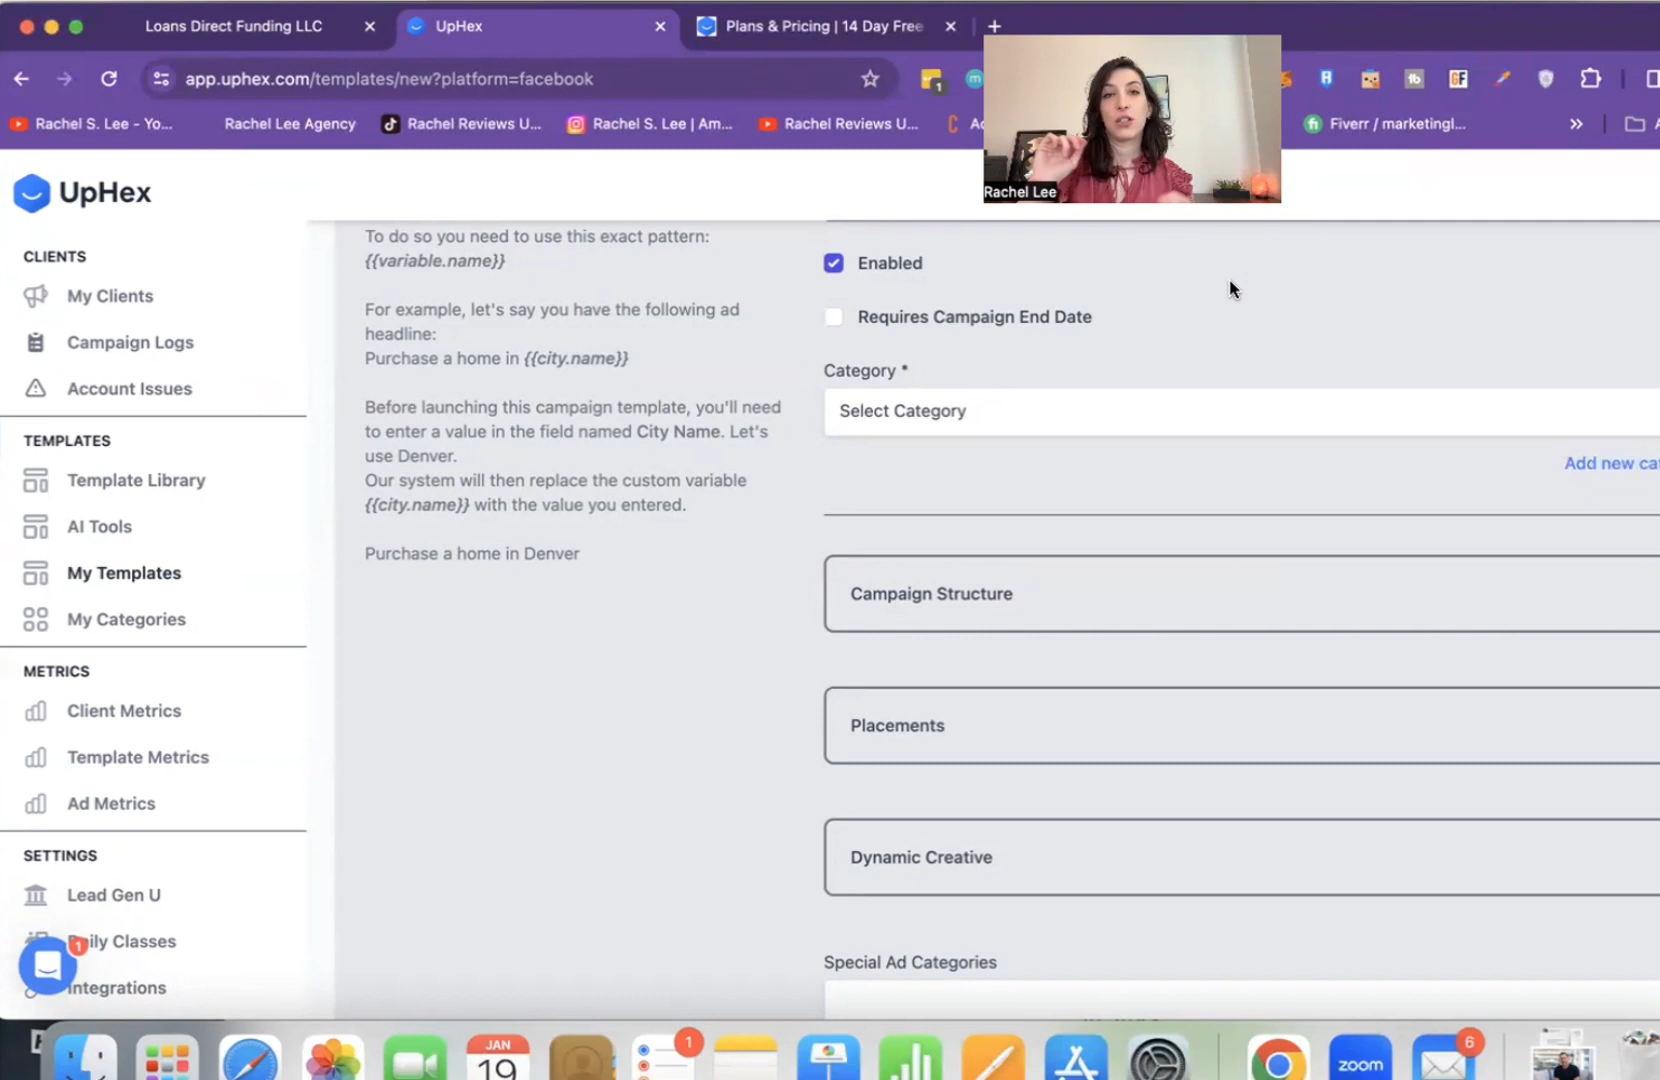 Loans Direct Funding LLC
UpHex
Plans & Pricing | 14 Day Free
app.uphex.com/templates/new?platform=facebook
1
Rachel S. Lee - Yo...
Rachel Lee Agency
Rachel Reviews U...
Rachel S. Lee | Am...
Rachel Reviews U...
Fiverr / marketingl...
Rachel Lee
UpHex
CLIENTS
My Clients
Campaign Logs
Account Issues
TEMPLATES
Template Library
AI Tools
My Templates
My Categories
METRICS
Client Metrics
Template Metrics
Ad Metrics
SETTINGS
Lead Gen U
1
Classes
Integrations
To do so you need to use this exact pattern:
{{variable.name}}
For example, let's say you have the following ad
headline:
Purchase a home in {{city.name}}
Before launching this campaign template, you'll need
to enter a value in the field named City Name. Let's
use Denver.
Our system will then replace the custom variable
{{city.name}} with the value you entered.
Purchase a home in Denver
Enabled
Requires Campaign End Date
Category *
Select Category
Add new
Campaign Structure
Placements
Dynamic Creative
Special Ad Categories
JAN
19
1
zoom
6